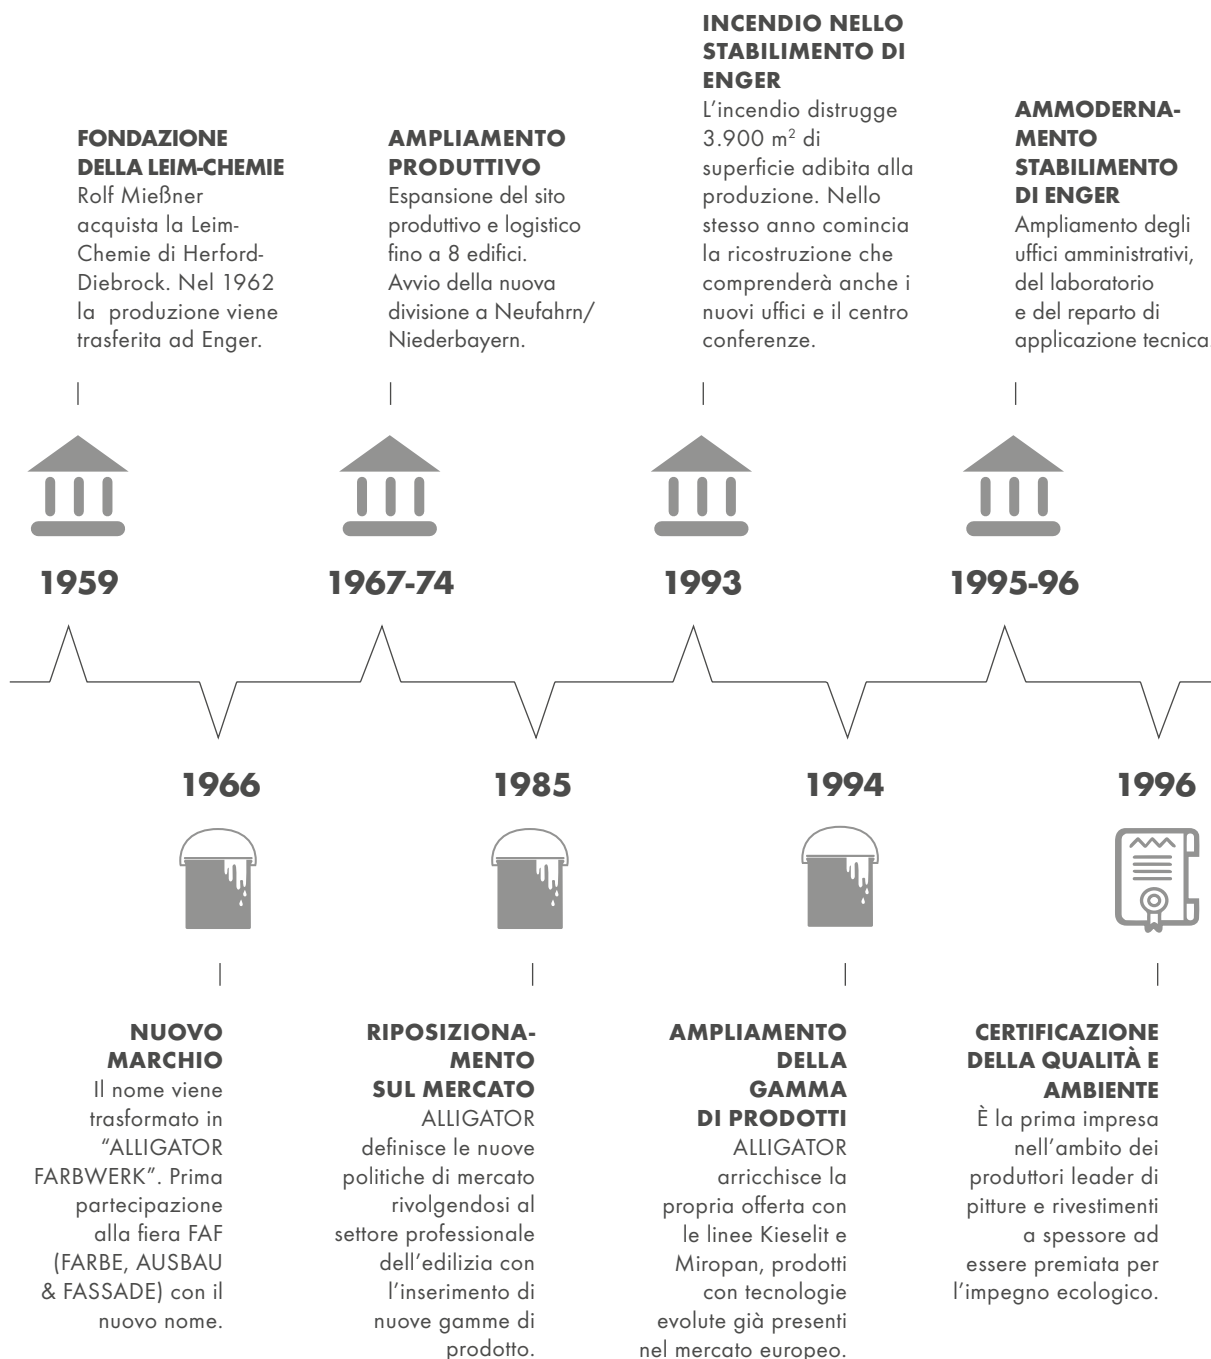 FONDAZIONE
DELLA LEIM-CHEMIE
Rolf Mießner
acquista la Leim-
Chemie di Herford-
Diebrock. Nel 1962
la produzione viene
trasferita ad Enger.
AMPLIAMENTO
PRODUTTIVO
Espansione del sito
produttivo e logistico
fino a 8 edifici.
Avvio della nuova
divisione a Neufahrn/
Niederbayern.
INCENDIO NELLO
STABILIMENTO DI
ENGER
L’incendio distrugge
3.900 m² di
superficie adibita alla
produzione. Nello
stesso anno comincia
la ricostruzione che
comprenderà anche i
nuovi uffici e il centro
conferenze.
AMMODERNA-
MENTO
STABILIMENTO
DI ENGER
Ampliamento degli
uffici amministrativi,
del laboratorio
e del reparto di
applicazione tecnica.
1959
1967-74
1993
1995-96
1966
1985
1994
1996
NUOVO
MARCHIO
Il nome viene
trasformato in
“ALLIGATOR
FARBWERK”. Prima
partecipazione
alla fiera FAF
(FARBE, AUSBAU
& FASSADE) con il
nuovo nome.
RIPOSIZIONA-
MENTO
SUL MERCATO
ALLIGATOR
definisce le nuove
politiche di mercato
rivolgendosi al
settore professionale
dell’edilizia con
l’inserimento di
nuove gamme di
prodotto.
AMPLIAMENTO
DELLA
GAMMA
DI PRODOTTI
ALLIGATOR
arricchisce la
propria offerta con
le linee Kieselit e
Miropan, prodotti
con tecnologie
evolute già presenti
nel mercato europeo.
CERTIFICAZIONE
DELLA QUALITÀ E
AMBIENTE
È la prima impresa
nell’ambito dei
produttori leader di
pitture e rivestimenti
a spessore ad
essere premiata per
l’impegno ecologico.